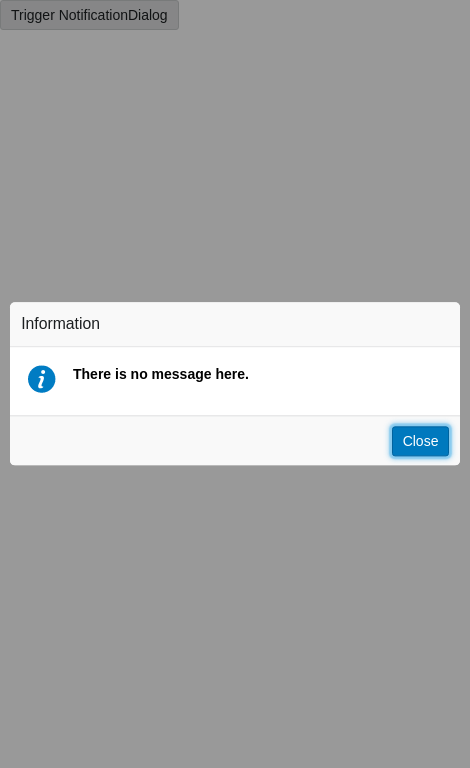 Trigger NotificationDialog
Information
There is no message here.
Close